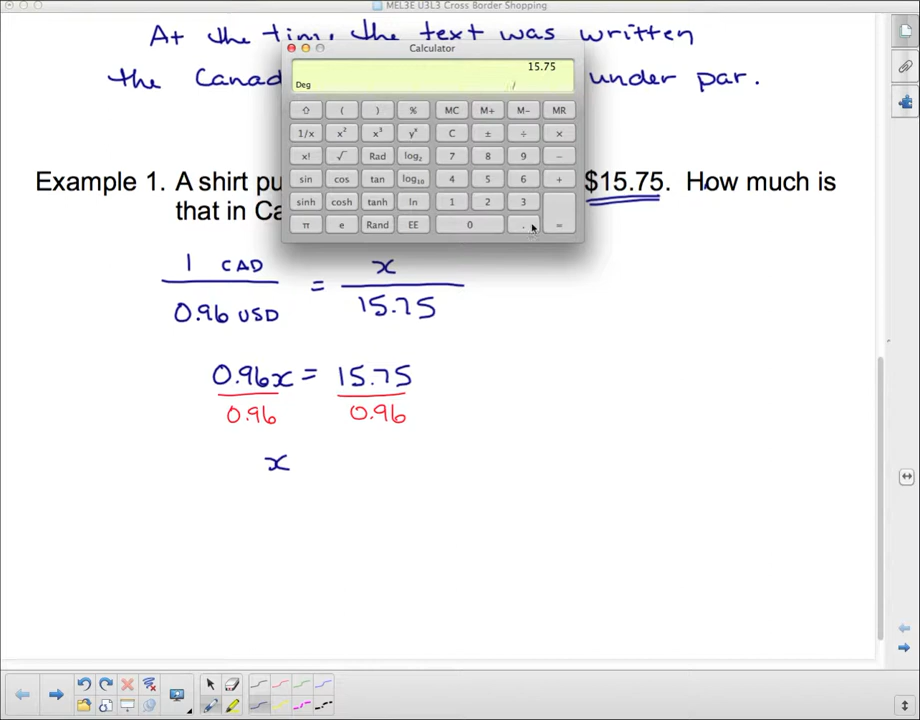 MEL3E U3L3 Cross Border Shopping
At the time the text was written
the Canad under par.
Calculator
15.75
Deg /
( ) % MC M+ M− MR
1/x x² x³ yˣ C ± ÷ ×
x! √ Rad log₂ 7 8 9 −
sin cos tan log₁₀ 4 5 6 +
sinh cosh tanh ln 1 2 3
π e Rand EE 0 . =
Example 1. A shirt pu $15.75. How much is
that in Ca
1 CAD / 0.96 USD = x / 15.75
0.96x = 15.75
0.96 0.96
x